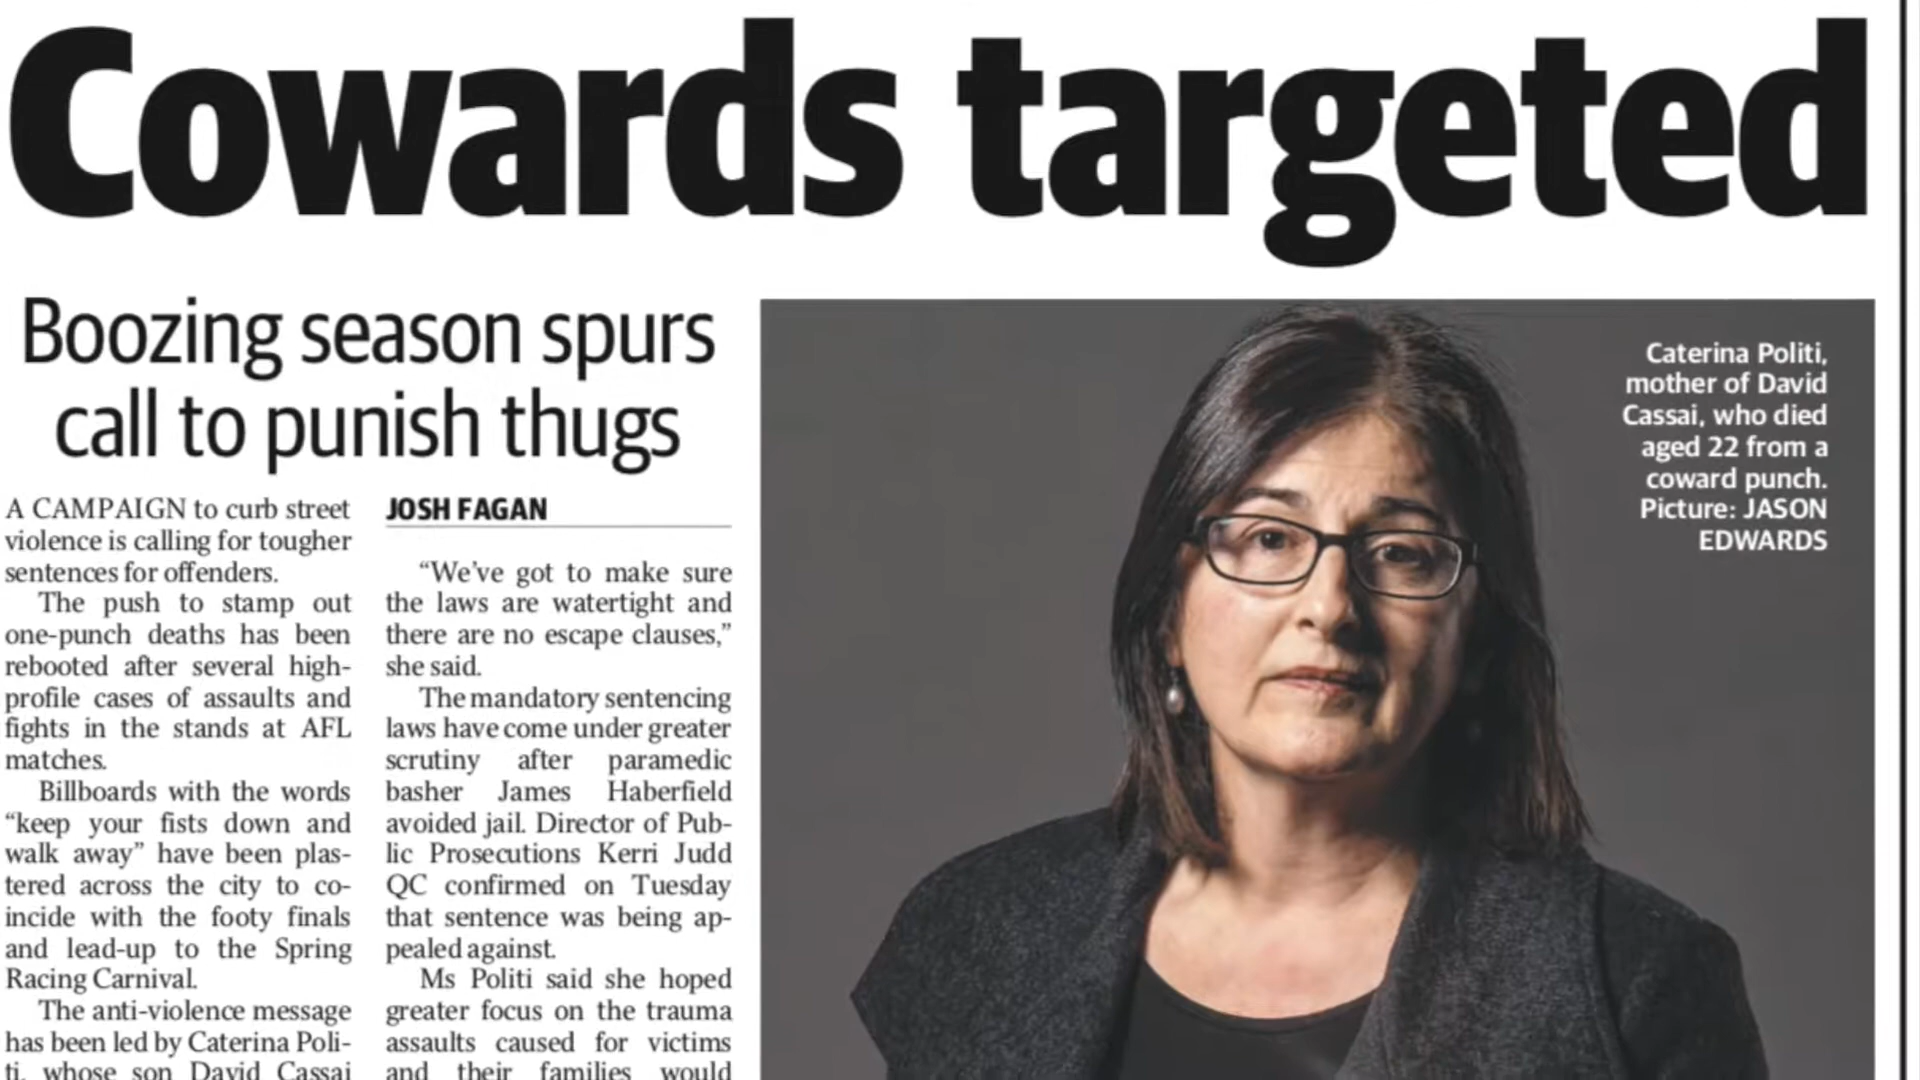 Cowards targeted
Boozing season spurs
call to punish thugs
A CAMPAIGN to curb street
violence is calling for tougher
sentences for offenders.
The push to stamp out
one-punch deaths has been
rebooted after several high-
profile cases of assaults and
fights in the stands at AFL
matches.
Billboards with the words
“keep your fists down and
walk away” have been plas-
tered across the city to co-
incide with the footy finals
and lead-up to the Spring
Racing Carnival.
The anti-violence message
has been led by Caterina Poli-
ti, whose son David Cassai
JOSH FAGAN
“We’ve got to make sure
the laws are watertight and
there are no escape clauses,”
she said.
The mandatory sentencing
laws have come under greater
scrutiny after paramedic
basher James Haberfield
avoided jail. Director of Pub-
lic Prosecutions Kerri Judd
QC confirmed on Tuesday
that sentence was being ap-
pealed against.
Ms Politi said she hoped
greater focus on the trauma
assaults caused for victims
and their families would
Caterina Politi,
mother of David
Cassai, who died
aged 22 from a
coward punch.
Picture: JASON
EDWARDS